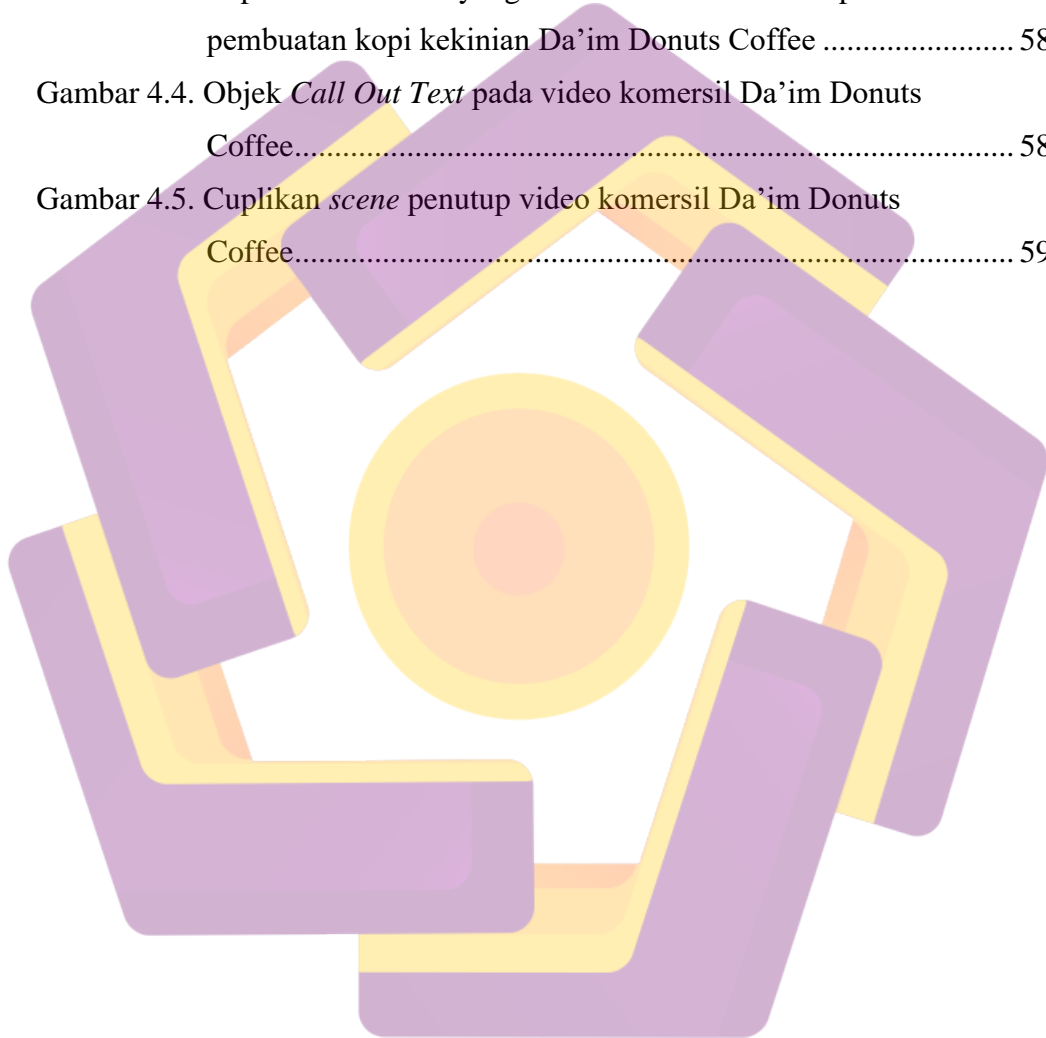 pembuatan kopi kekinian Da’im Donuts Coffee ........................ 58
Gambar 4.4. Objek Call Out Text pada video komersil Da’im Donuts
Coffee........................................................................................... 58
Gambar 4.5. Cuplikan scene penutup video komersil Da’im Donuts
Coffee........................................................................................... 59